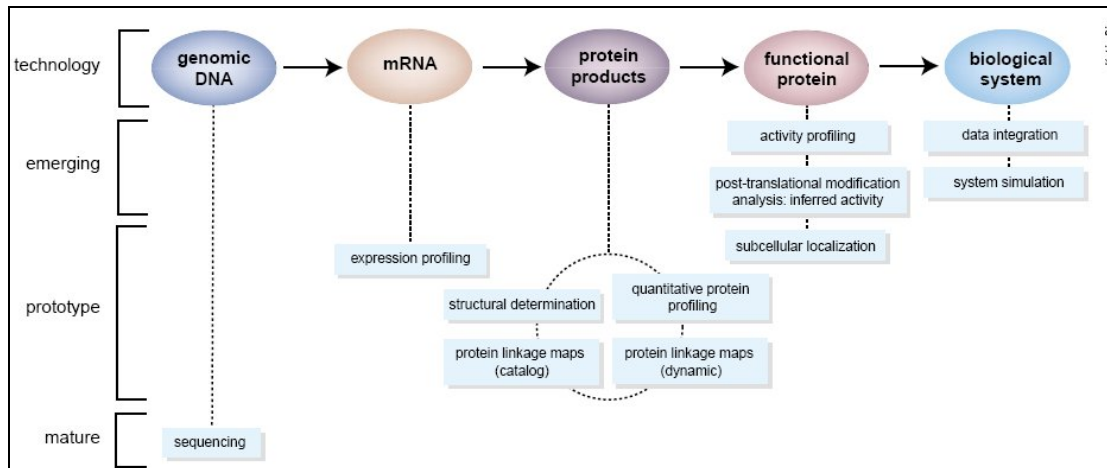 technology
genomic
DNA
mRNA
protein
products
functional
protein
biological
system
emerging
activity profiling
data integration
post-translational modification
analysis: inferred activity
system simulation
subcellular localization
prototype
expression profiling
structural determination
quantitative protein
profiling
protein linkage maps
(catalog)
protein linkage maps
(dynamic)
mature
sequencing